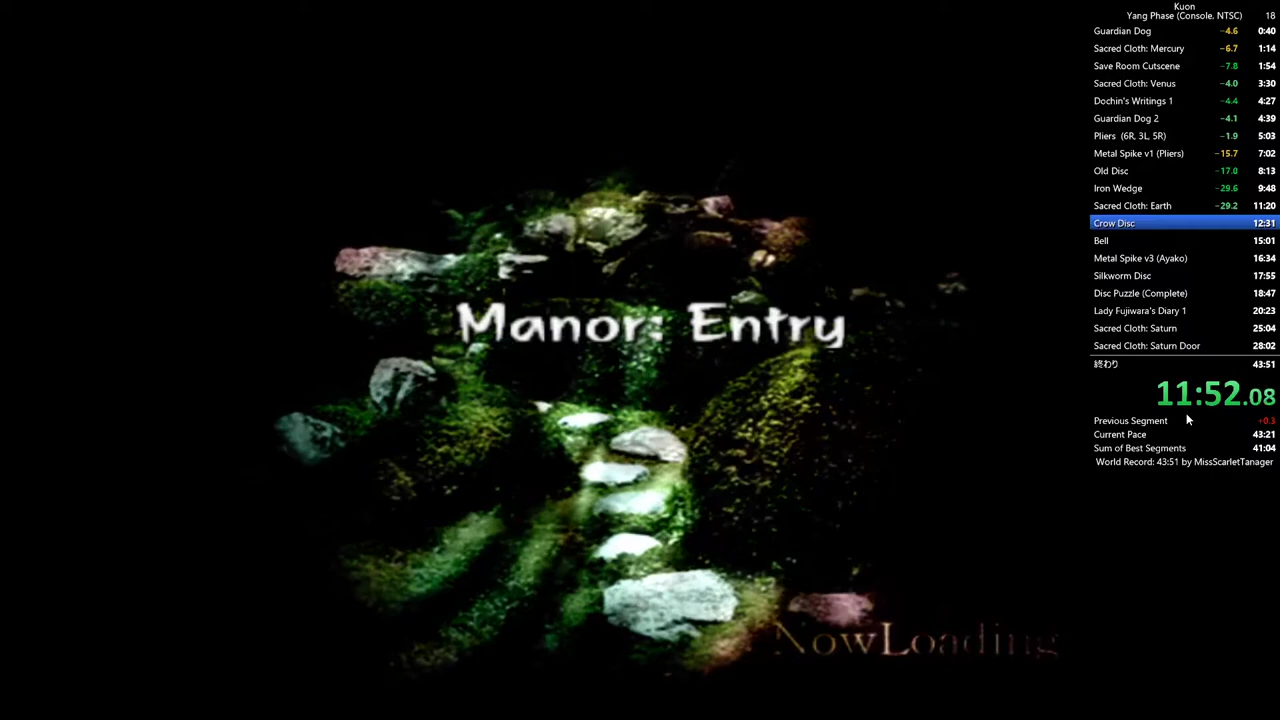 Kuon
Yang Phase (Console, NTSC) 18
Guardian Dog -4.6 0:40
Sacred Cloth: Mercury -6.7 1:14
Save Room Cutscene -7.8 1:54
Sacred Cloth: Venus -4.0 3:30
Dochin's Writings 1 -4.4 4:27
Guardian Dog 2 -4.1 4:39
Pliers (6R, 3L, 5R) -1.9 5:03
Metal Spike v1 (Pliers) -15.7 7:02
Old Disc -17.0 8:13
Iron Wedge -29.6 9:48
Sacred Cloth: Earth -29.2 11:20
Crow Disc 12:31
Bell 15:01
Metal Spike v3 (Ayako) 16:34
Silkworm Disc 17:55
Disc Puzzle (Complete) 18:47
Lady Fujiwara's Diary 1 20:23
Sacred Cloth: Saturn 25:04
Sacred Cloth: Saturn Door 28:02
終わり 43:51
11:52.08
Previous Segment +0.3
Current Pace 43:21
Sum of Best Segments 41:04
World Record: 43:51 by MissScarletTanager
Manor: Entry
NowLoading